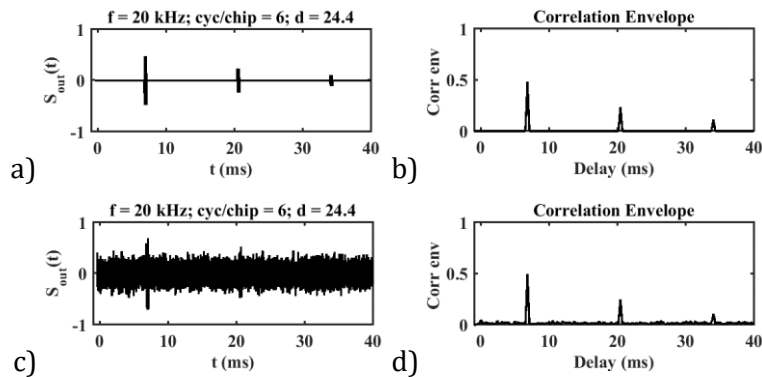 f = 20 kHz; cyc/chip = 6; d = 24.4
1
0
-1
S_out(t)
0 10 20 30 40
t (ms)
a)
Correlation Envelope
1
0.5
0
Corr env
0 10 20 30 40
Delay (ms)
b)
f = 20 kHz; cyc/chip = 6; d = 24.4
1
0
-1
S_out(t)
0 10 20 30 40
t (ms)
c)
Correlation Envelope
1
0.5
0
Corr env
0 10 20 30 40
Delay (ms)
d)